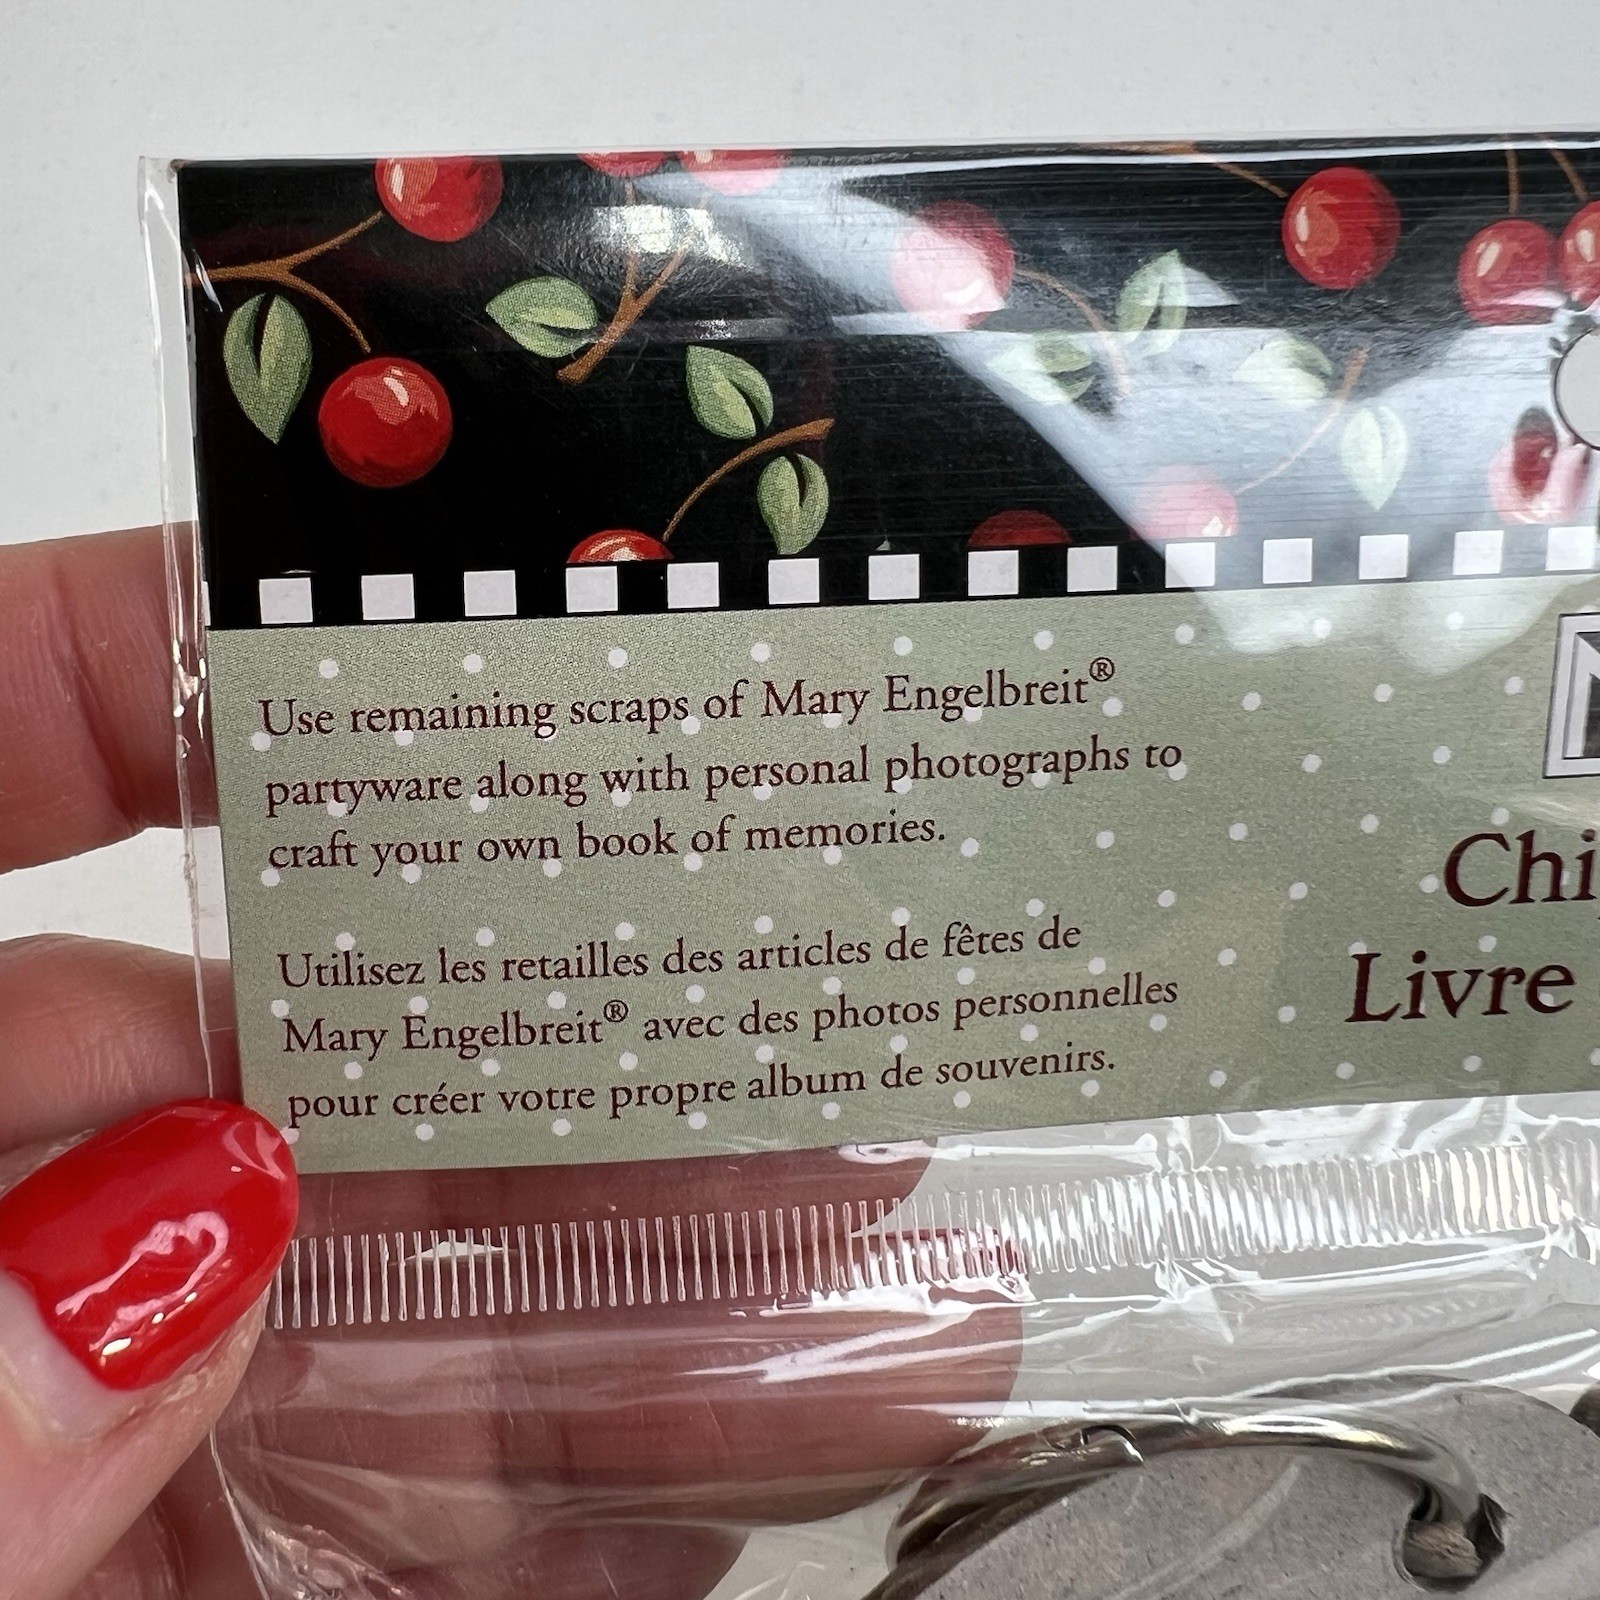 Use remaining scraps of Mary Engelbreit®
partyware along with personal photographs to
craft your own book of memories.
Utilisez les retailles des articles de fêtes de
Mary Engelbreit® avec des photos personnelles
pour créer votre propre album de souvenirs.
Livre